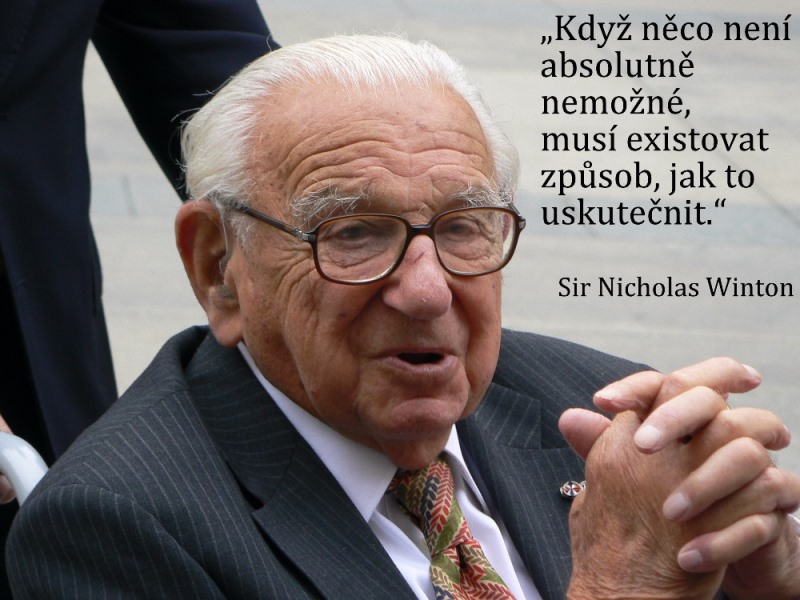 „Když něco není
absolutně
nemožné,
musí existovat
způsob, jak to
uskutečnit.“
Sir Nicholas Winton